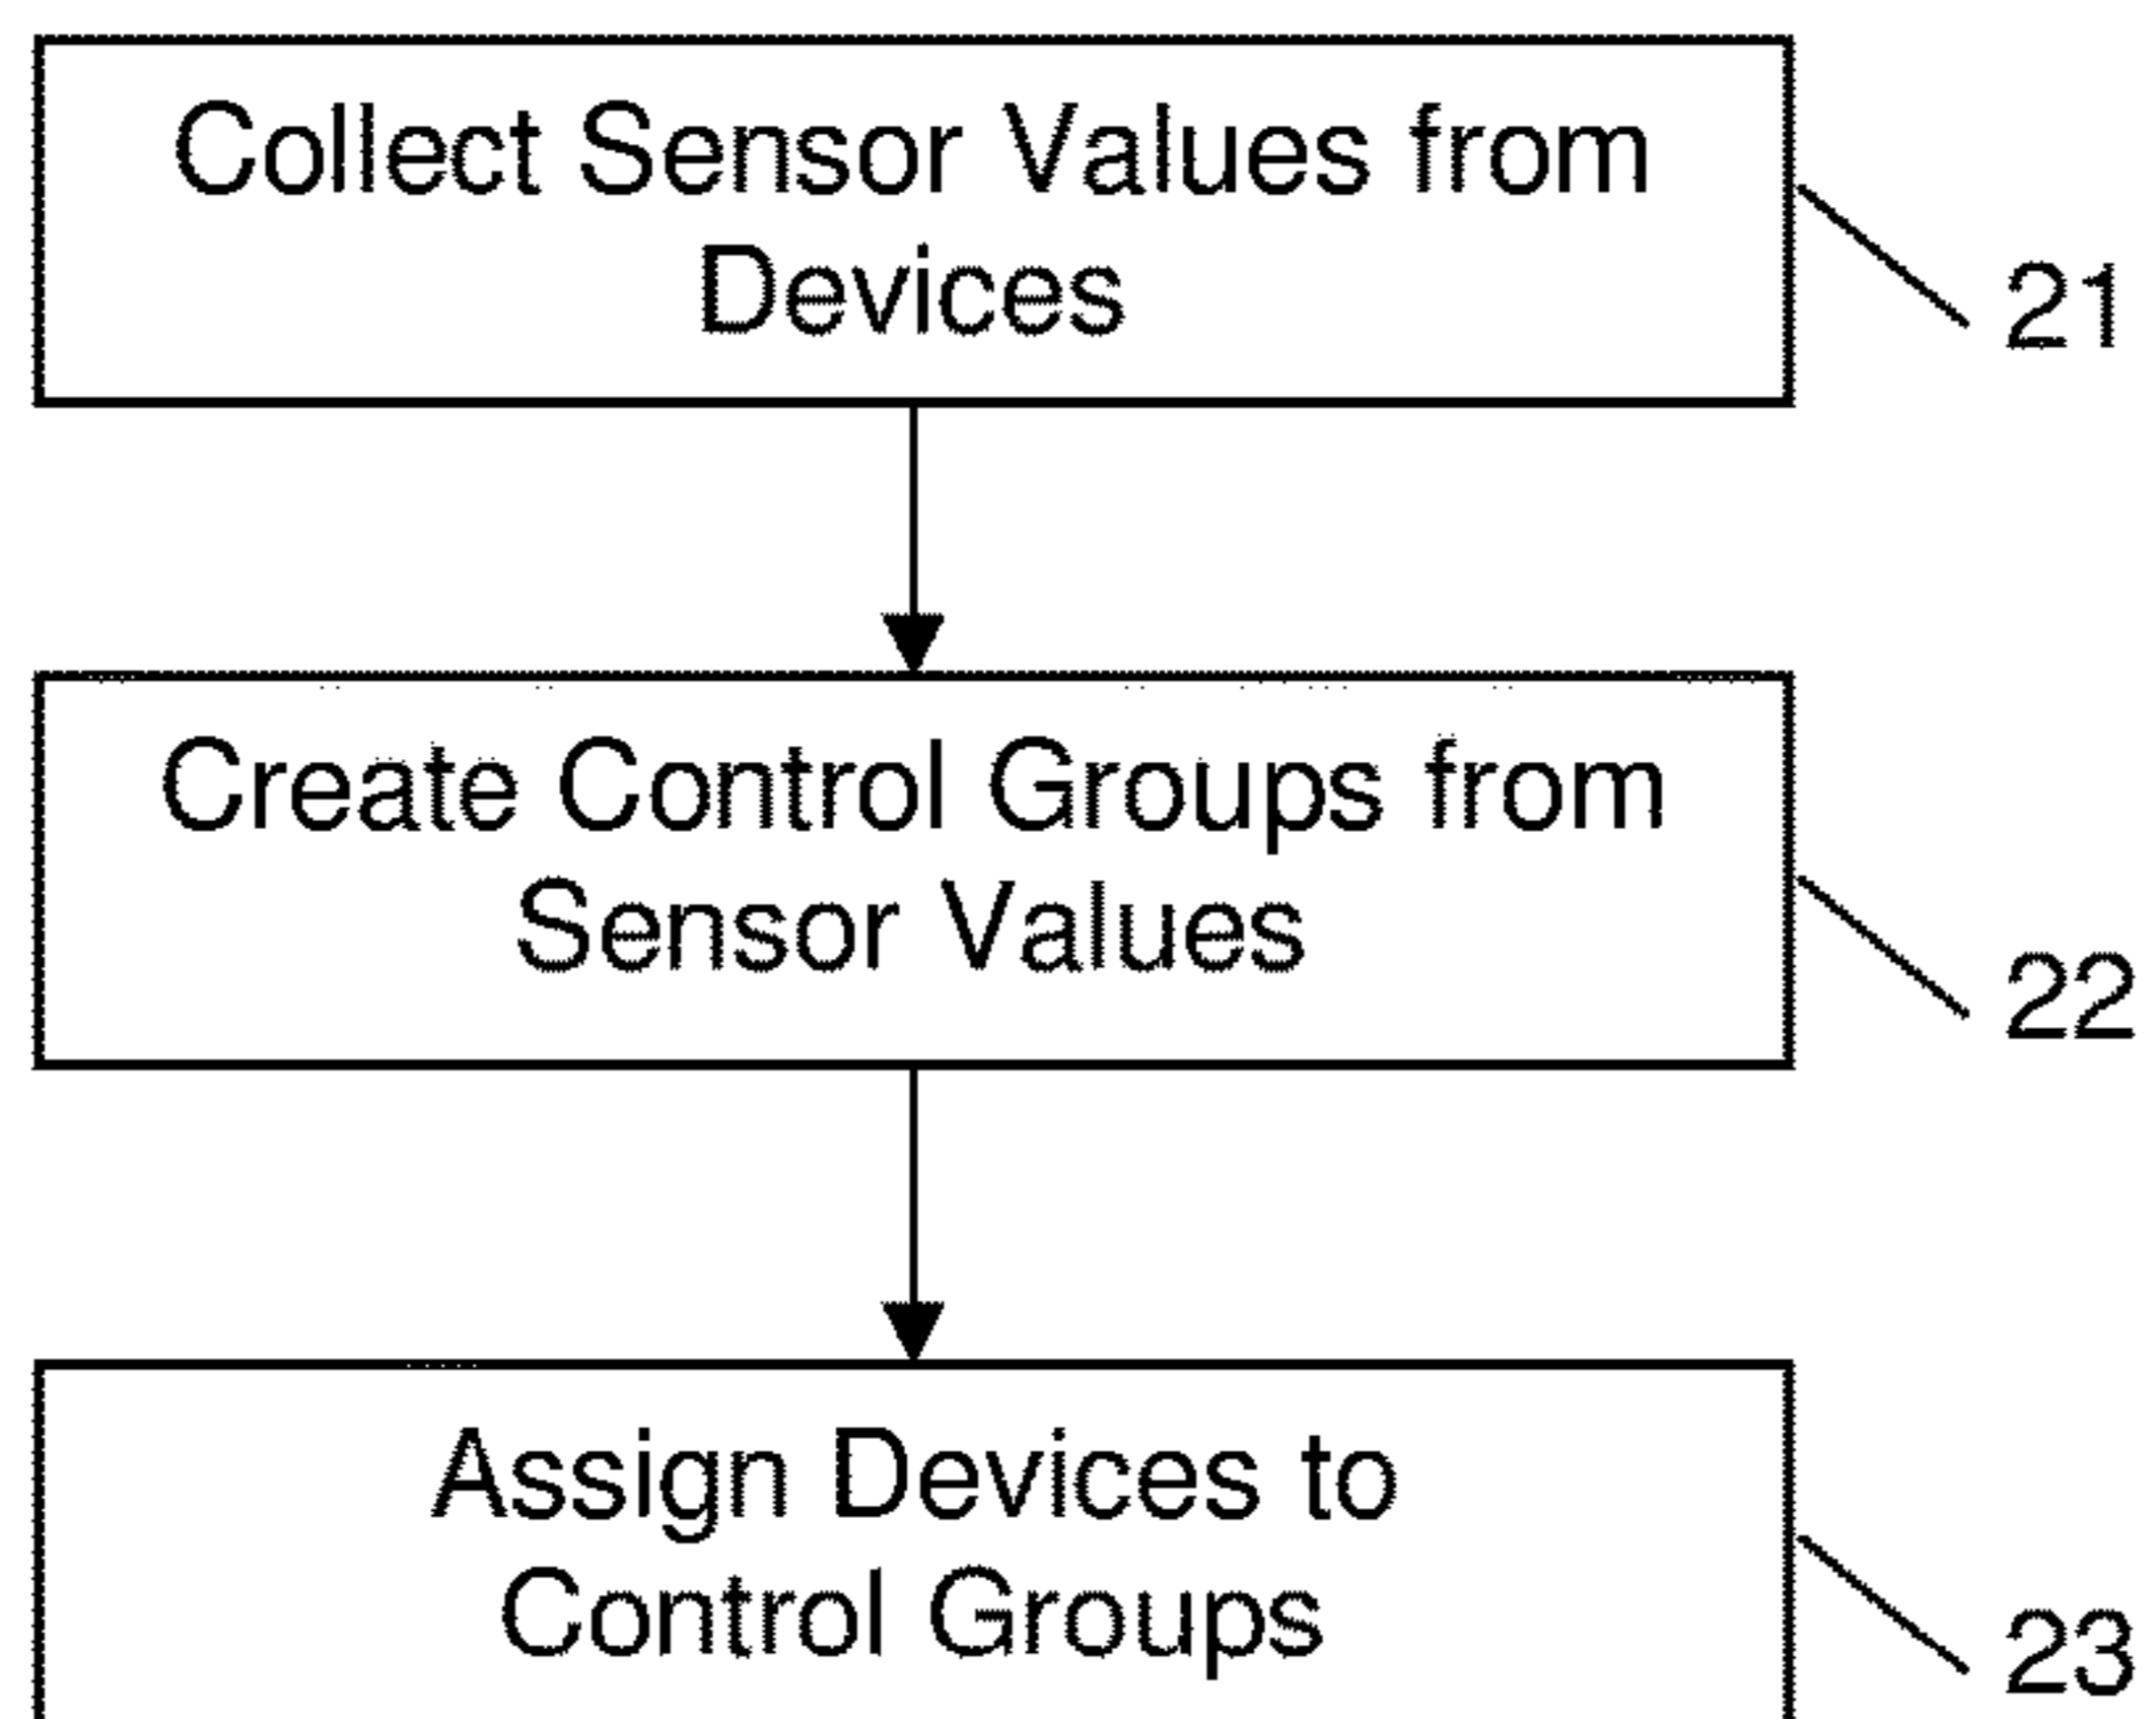 Collect Sensor Values from
Devices
21
Create Control Groups from
Sensor Values
22
Assign Devices to
Control Groups
23